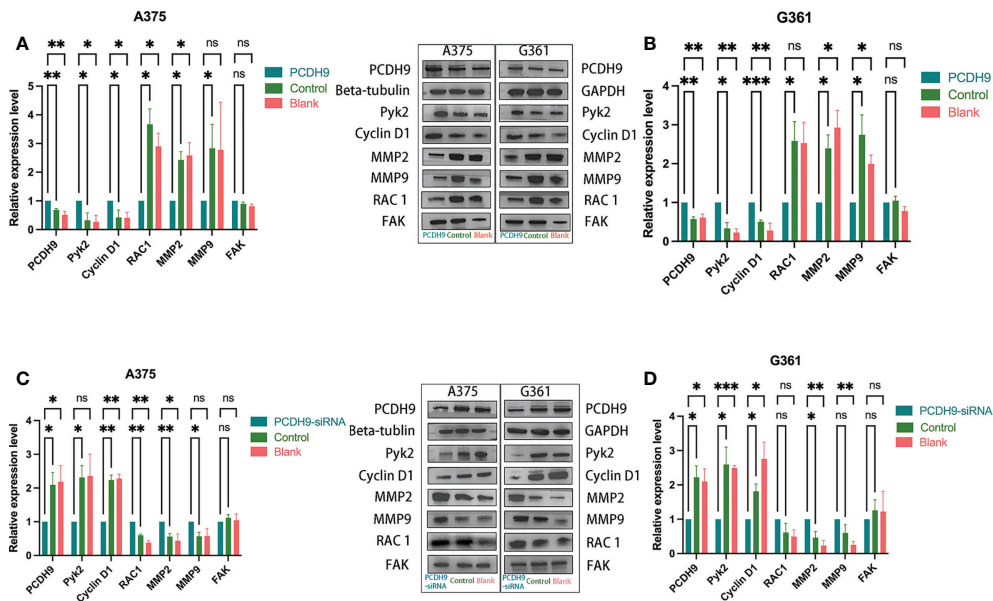 A375
A
** * * * * ns ns
** * * * * * ns
PCDH9
Control
Blank
Relative expression level
5
4
3
2
1
0
PCDH9
Pyk2
Cyclin D1
RAC1
MMP2
MMP9
FAK
A375 G361
PCDH9 PCDH9
Beta-tubulin GAPDH
Pyk2 Pyk2
Cyclin D1 Cyclin D1
MMP2 MMP2
MMP9 MMP9
RAC 1 RAC 1
FAK FAK
PCDH9 Control Blank PCDH9 Control Blank
G361
B
** ** ** ns * * ns
** * *** * * * ns
PCDH9
Control
Blank
Relative expression level
4
3
2
1
0
PCDH9
Pyk2
Cyclin D1
RAC1
MMP2
MMP9
FAK
C
A375
* ns ** ** * ns ns
* * ** ** ** * ns
PCDH9-siRNA
Control
Blank
Relative expression level
4
3
2
1
0
PCDH9
Pyk2
Cyclin D1
RAC1
MMP2
MMP9
FAK
A375 G361
PCDH9 PCDH9
Beta-tublin GAPDH
Pyk2 Pyk2
Cyclin D1 Cyclin D1
MMP2 MMP2
MMP9 MMP9
RAC 1 RAC 1
FAK FAK
PCDH9 Control Blank PCDH9 Control Blank
-siRNA -siRNA
D
G361
* *** * ns ** ** ns
* * * ns * ns ns
PCDH9-siRNA
Control
Blank
Relative expression level
4
3
2
1
0
PCDH9
Pyk2
Cyclin D1
RAC1
MMP2
MMP9
FAK